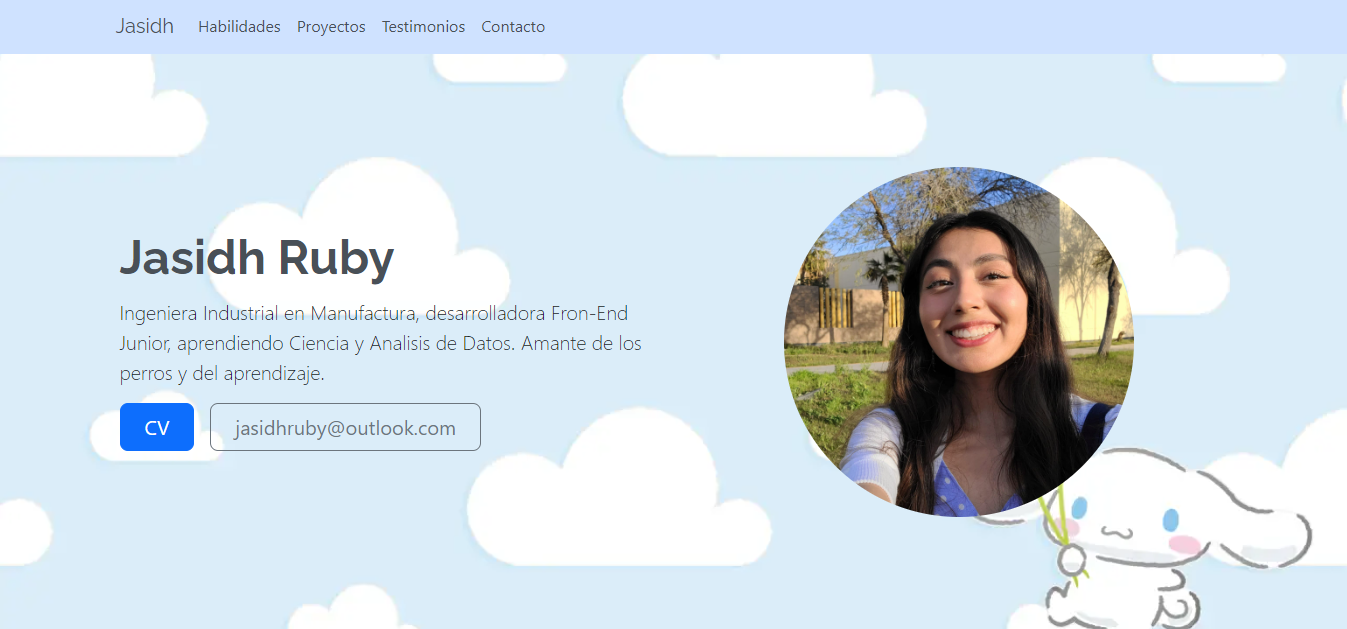 Jasidh Habilidades Proyectos Testimonios Contacto
Jasidh Ruby
Ingeniera Industrial en Manufactura, desarrolladora Fron-End
Junior, aprendiendo Ciencia y Analisis de Datos. Amante de los
perros y del aprendizaje.
CV jasidhruby@outlook.com